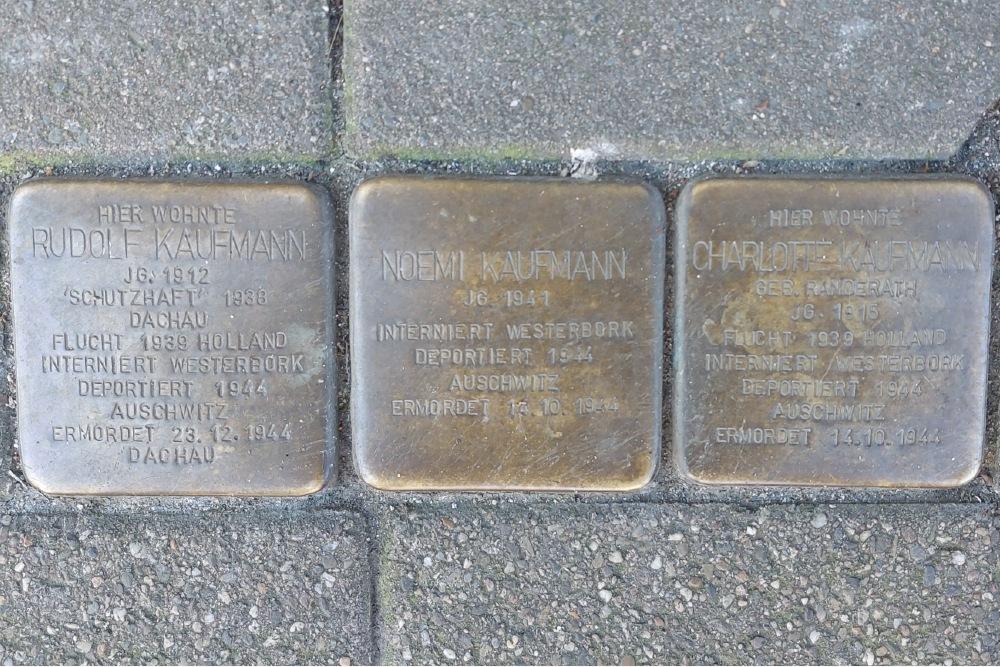 HIER WOHNTE
RUDOLF KAUFMANN
JG. 1912
'SCHUTZHAFT' 1938
DACHAU
FLUCHT 1939 HOLLAND
INTERNIERT WESTERBORK
DEPORTIERT 1944
AUSCHWITZ
ERMORDET 23.12.1944
DACHAU
NOEMI KAUFMANN
JG. 1941
INTERNIERT WESTERBORK
DEPORTIERT 1944
AUSCHWITZ
ERMORDET 14.10.1944
HIER WOHNTE
CHARLOTTE KAUFMANN
GEB. RANDERATH
JG. 1915
FLUCHT 1939 HOLLAND
INTERNIERT WESTERBORK
DEPORTIERT 1944
AUSCHWITZ
ERMORDET 14.10.1944